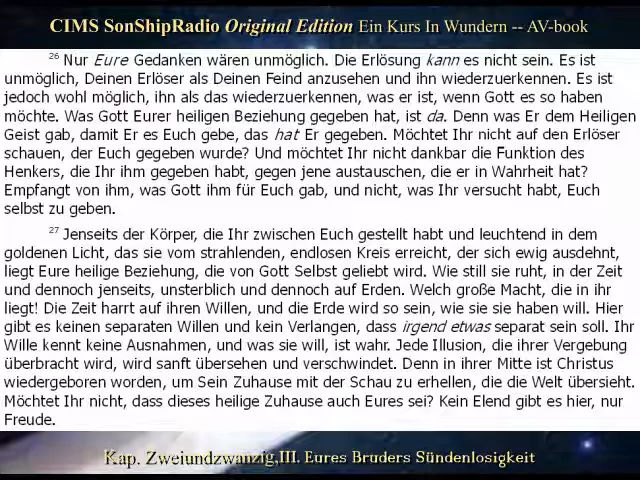 CIMS SonShipRadio Original Edition Ein Kurs In Wundern -- AV-book
26 Nur Eure Gedanken wären unmöglich. Die Erlösung kann es nicht sein. Es ist
unmöglich, Deinen Erlöser als Deinen Feind anzusehen und ihn wiederzuerkennen. Es ist
jedoch wohl möglich, ihn als das wiederzuerkennen, was er ist, wenn Gott es so haben
möchte. Was Gott Eurer heiligen Beziehung gegeben hat, ist da. Denn was Er dem Heiligen
Geist gab, damit Er es Euch gebe, das hat Er gegeben. Möchtet Ihr nicht auf den Erlöser
schauen, der Euch gegeben wurde? Und möchtet Ihr nicht dankbar die Funktion des
Henkers, die Ihr ihm gegeben habt, gegen jene austauschen, die er in Wahrheit hat?
Empfangt von ihm, was Gott ihm für Euch gab, und nicht, was Ihr versucht habt, Euch
selbst zu geben.
27 Jenseits der Körper, die Ihr zwischen Euch gestellt habt und leuchtend in dem
goldenen Licht, das sie vom strahlenden, endlosen Kreis erreicht, der sich ewig ausdehnt,
liegt Eure heilige Beziehung, die von Gott Selbst geliebt wird. Wie still sie ruht, in der Zeit
und dennoch jenseits, unsterblich und dennoch auf Erden. Welch große Macht, die in ihr
liegt! Die Zeit harrt auf ihren Willen, und die Erde wird so sein, wie sie sie haben will. Hier
gibt es keinen separaten Willen und kein Verlangen, dass irgend etwas separat sein soll. Ihr
Wille kennt keine Ausnahmen, und was sie will, ist wahr. Jede Illusion, die ihrer Vergebung
überbracht wird, wird sanft übersehen und verschwindet. Denn in ihrer Mitte ist Christus
wiedergeboren worden, um Sein Zuhause mit der Schau zu erhellen, die die Welt übersieht.
Möchtet Ihr nicht, dass dieses heilige Zuhause auch Eures sei? Kein Elend gibt es hier, nur
Freude.
Kap. Zweiundzwanzig,III. Eures Bruders Sündenlosigkeit